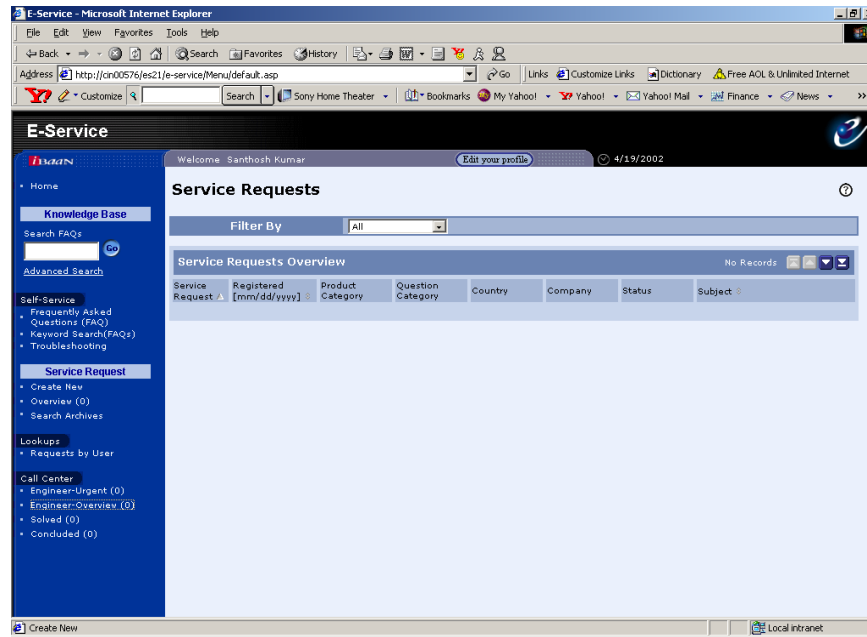 E-Service - Microsoft Internet Explorer
File Edit View Favorites Tools Help
Back Search Favorites History
Address http://cin00576/es21/e-service/Menu/default.asp Go Links Customize Links Dictionary Free AOL & Unlimited Internet
Y! Customize Search Sony Home Theater Bookmarks My Yahoo! Yahoo! Yahoo! Mail Finance News »
E-Service
iBaan Welcome Santhosh Kumar Edit your profile 4/19/2002
Home
Service Requests
Knowledge Base
Filter By All
Search FAQs
Go
Service Requests Overview No Records
Advanced Search
Service Request Registered [mm/dd/yyyy] Product Category Question Category Country Company Status Subject
Self-Service
Frequently Asked
Questions (FAQ)
Keyword Search(FAQs)
Troubleshooting
Service Request
Create New
Overview (0)
Search Archives
Lookups
Requests by User
Call Center
Engineer-Urgent (0)
Engineer-Overview (0)
Solved (0)
Concluded (0)
Create New Local intranet